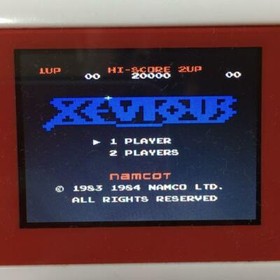 1UP HI-SCORE 2UP
00 20000 00
XEVIOUS
1 PLAYER
2 PLAYERS
namcot
© 1983 1984 NAMCO LTD.
ALL RIGHTS RESERVED